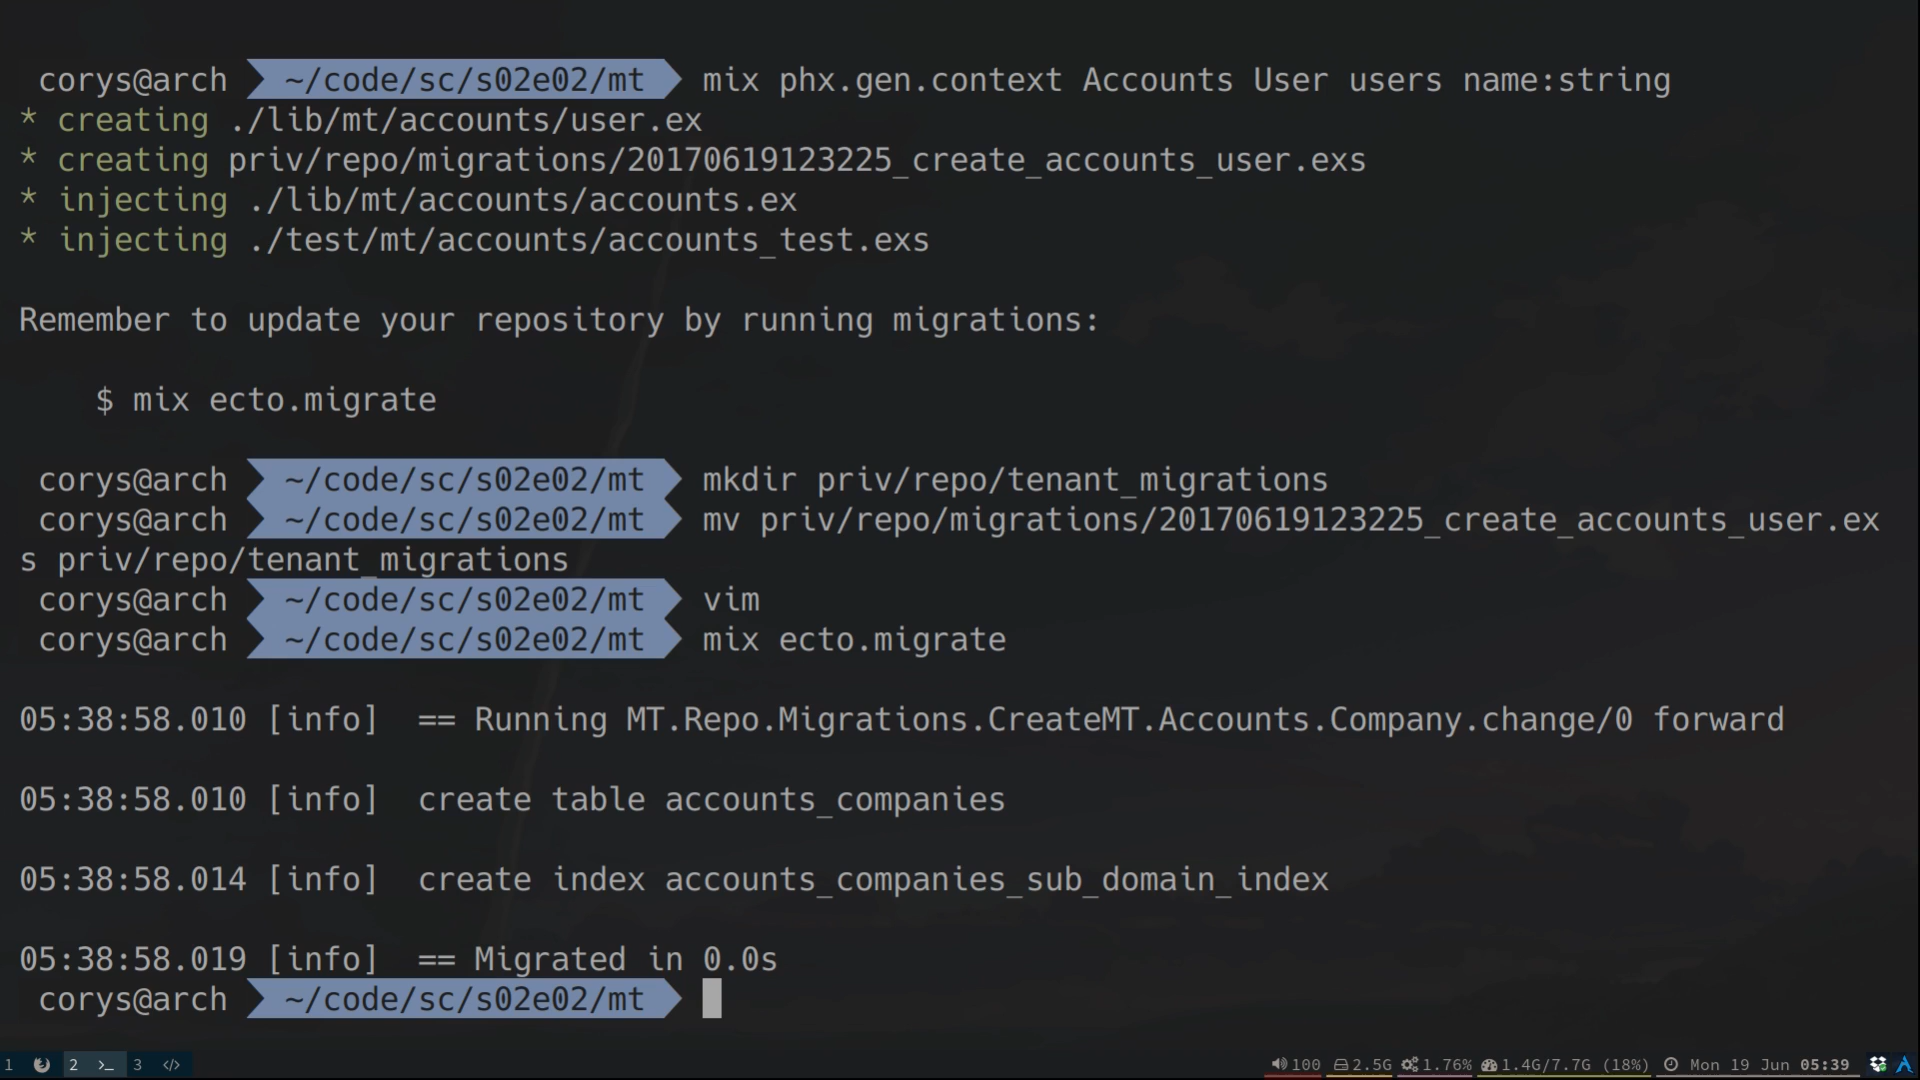 corys@arch ~/code/sc/s02e02/mt mix phx.gen.context Accounts User users name:string
* creating ./lib/mt/accounts/user.ex
* creating priv/repo/migrations/20170619123225_create_accounts_user.exs
* injecting ./lib/mt/accounts/accounts.ex
* injecting ./test/mt/accounts/accounts_test.exs
Remember to update your repository by running migrations:
$ mix ecto.migrate
corys@arch ~/code/sc/s02e02/mt mkdir priv/repo/tenant_migrations
corys@arch ~/code/sc/s02e02/mt mv priv/repo/migrations/20170619123225_create_accounts_user.ex
s priv/repo/tenant_migrations
corys@arch ~/code/sc/s02e02/mt vim
corys@arch ~/code/sc/s02e02/mt mix ecto.migrate
05:38:58.010 [info]  == Running MT.Repo.Migrations.CreateMT.Accounts.Company.change/0 forward
05:38:58.010 [info]  create table accounts_companies
05:38:58.014 [info]  create index accounts_companies_sub_domain_index
05:38:58.019 [info]  == Migrated in 0.0s
corys@arch ~/code/sc/s02e02/mt
1 2 >_ 3 </> 100 2.5G 1.76% 1.4G/7.7G (18%) Mon 19 Jun 05:39